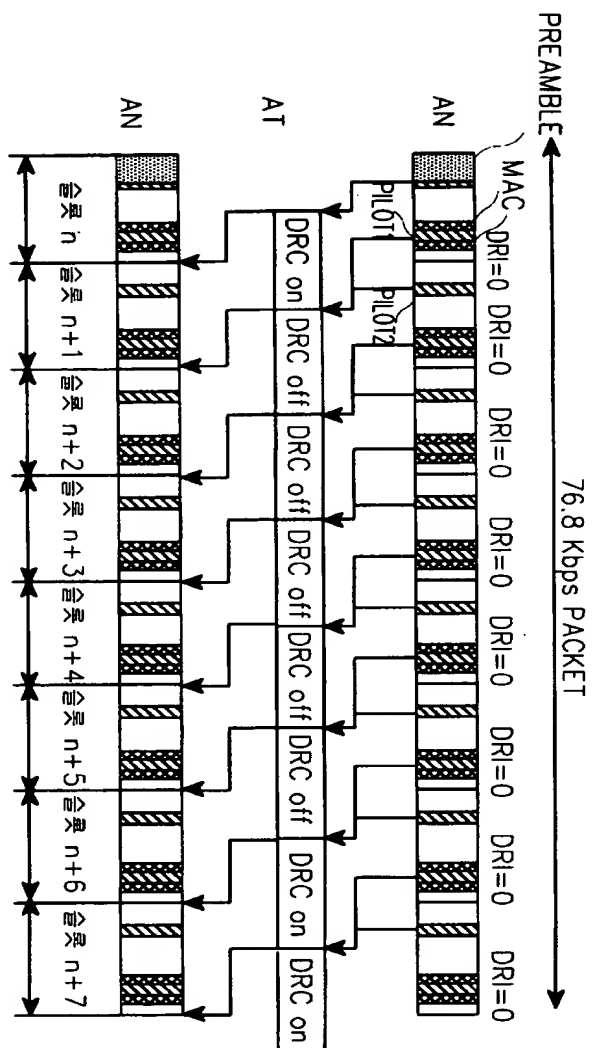 76.8 Kbps PACKET
PREAMBLE
MAC
DRI=0 DRI=0 DRI=0 DRI=0 DRI=0 DRI=0 DRI=0 DRI=0
AN
PILOT1 PILOT2
AT
DRC on DRC off DRC off DRC off DRC off DRC off DRC on DRC on
AN
슬롯 n 슬롯 n+1 슬롯 n+2 슬롯 n+3 슬롯 n+4 슬롯 n+5 슬롯 n+6 슬롯 n+7